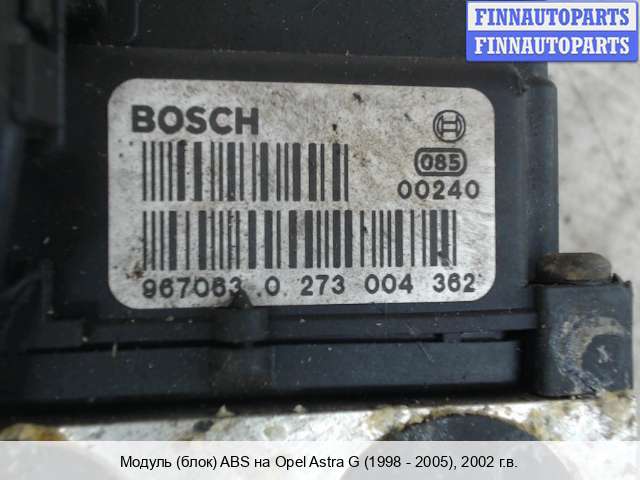 FINNAUTOPARTS
FINNAUTOPARTS
BOSCH
085
00240
967063 0 273 004 362
Модуль (блок) ABS на Opel Astra G (1998 - 2005), 2002 г.в.